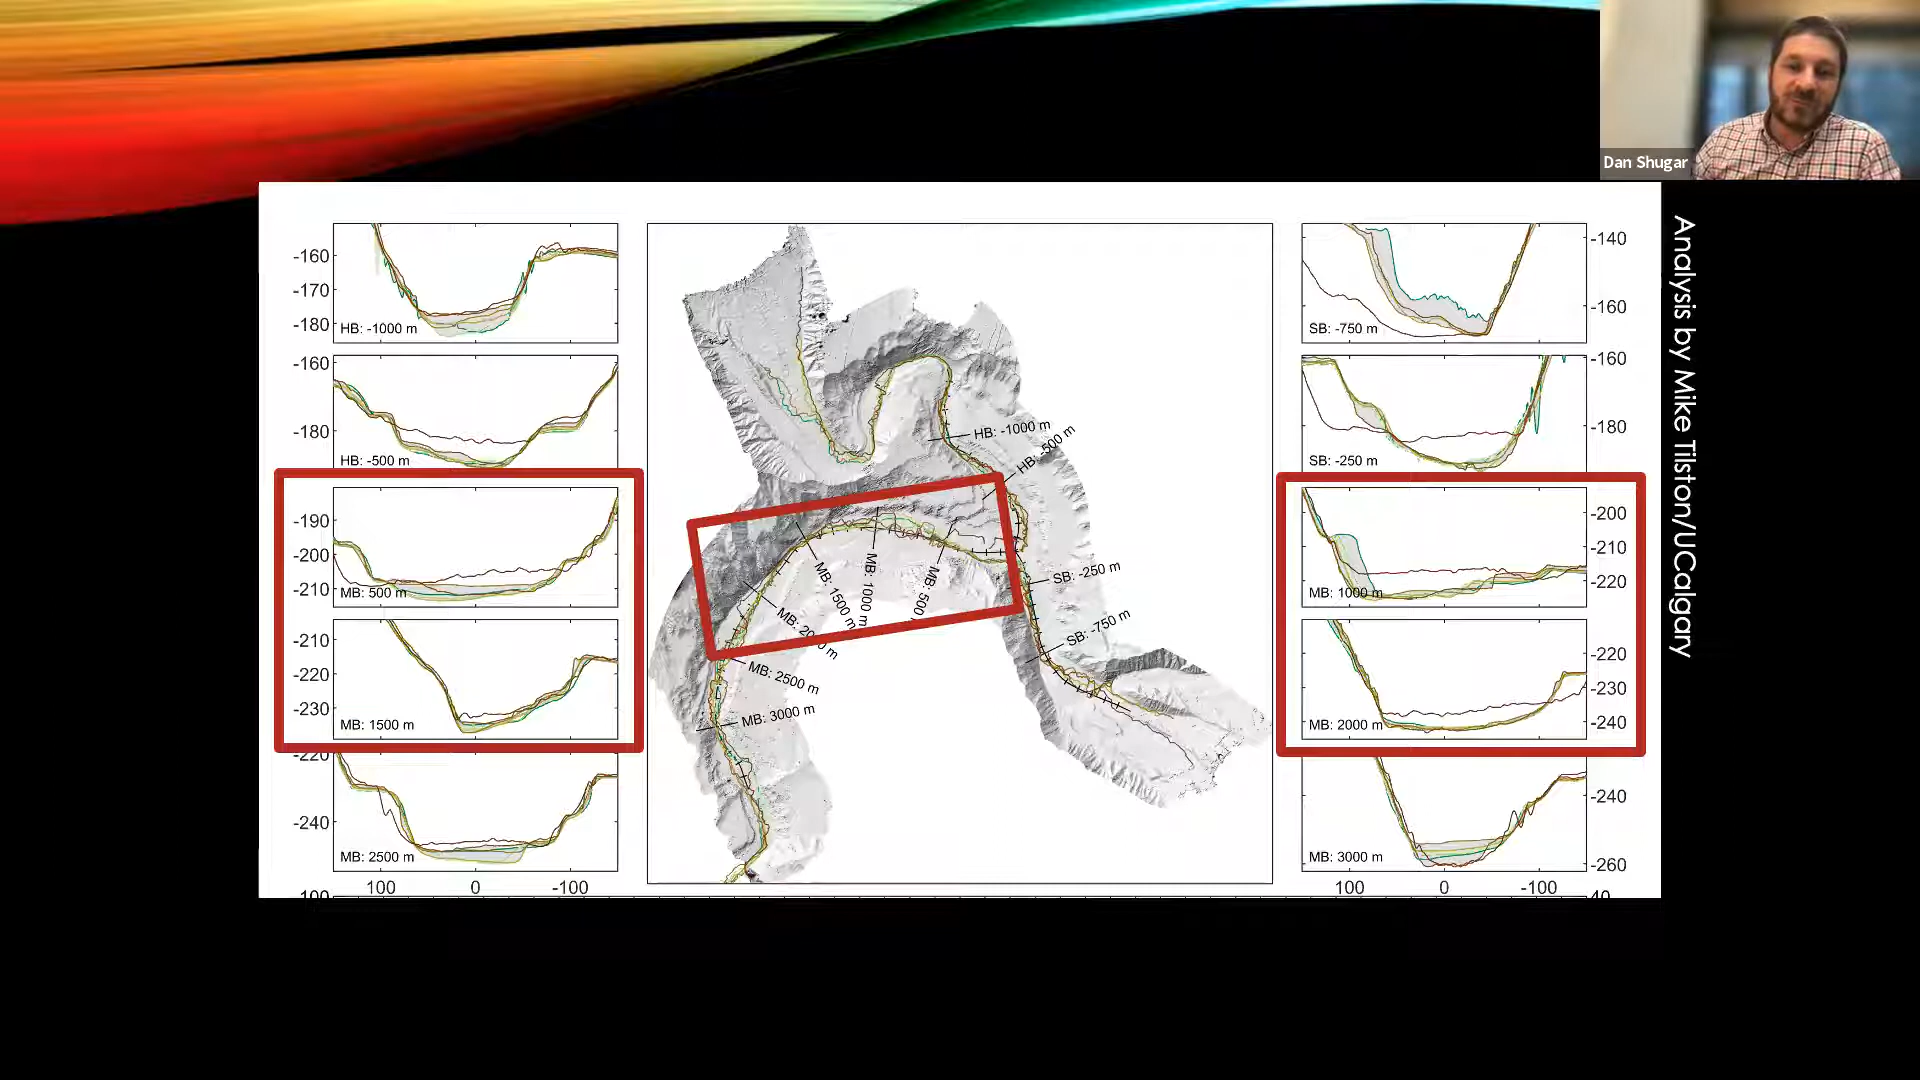 Dan Shugar
Analysis by Mike Tilston/UCalgary
-160
-170
-180
HB: -1000 m
-160
-180
HB: -500 m
-190
-200
-210
MB: 500 m
-210
-220
-230
MB: 1500 m
-220
-240
MB: 2500 m
100 0 -100
HB: -1000 m
HB: -500 m
SB: -250 m
SB: -750 m
MB: 500
MB: 1000 m
MB: 1500 m
MB: 2000 m
MB: 2500 m
MB: 3000 m
-140
-160
SB: -750 m
-160
-180
SB: -250 m
-200
-210
-220
MB: 1000 m
-220
-230
-240
MB: 2000 m
-240
-260
MB: 3000 m
100 0 -100